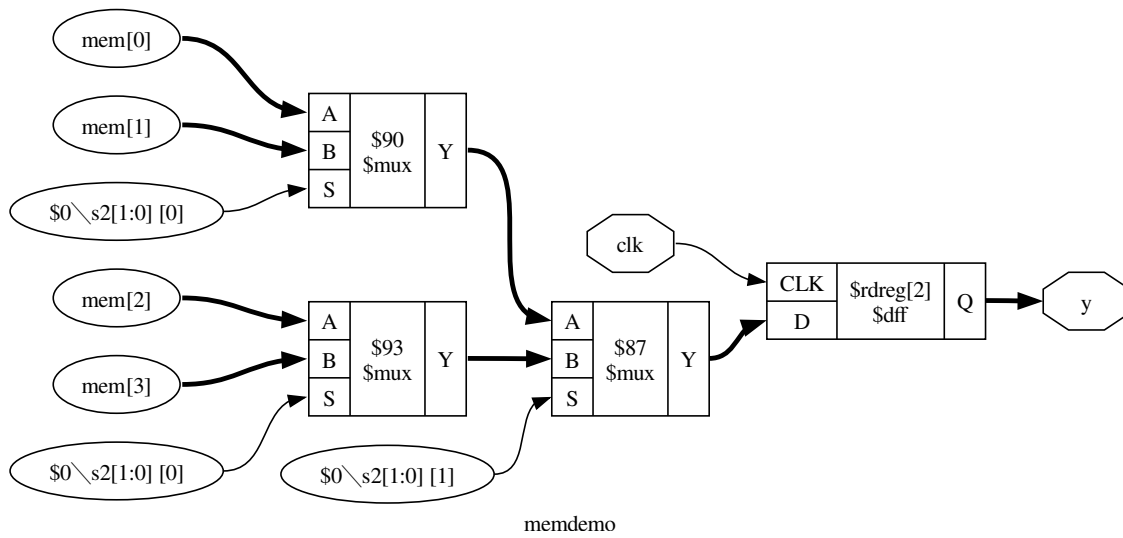 mem[0]
mem[1]
$0\s2[1:0] [0]
A
B
S
$90
$mux
Y
mem[2]
mem[3]
$0\s2[1:0] [0]
A
B
S
$93
$mux
Y
$0\s2[1:0] [1]
A
B
S
$87
$mux
Y
clk
CLK
D
$rdreg[2]
$dff
Q
y
memdemo